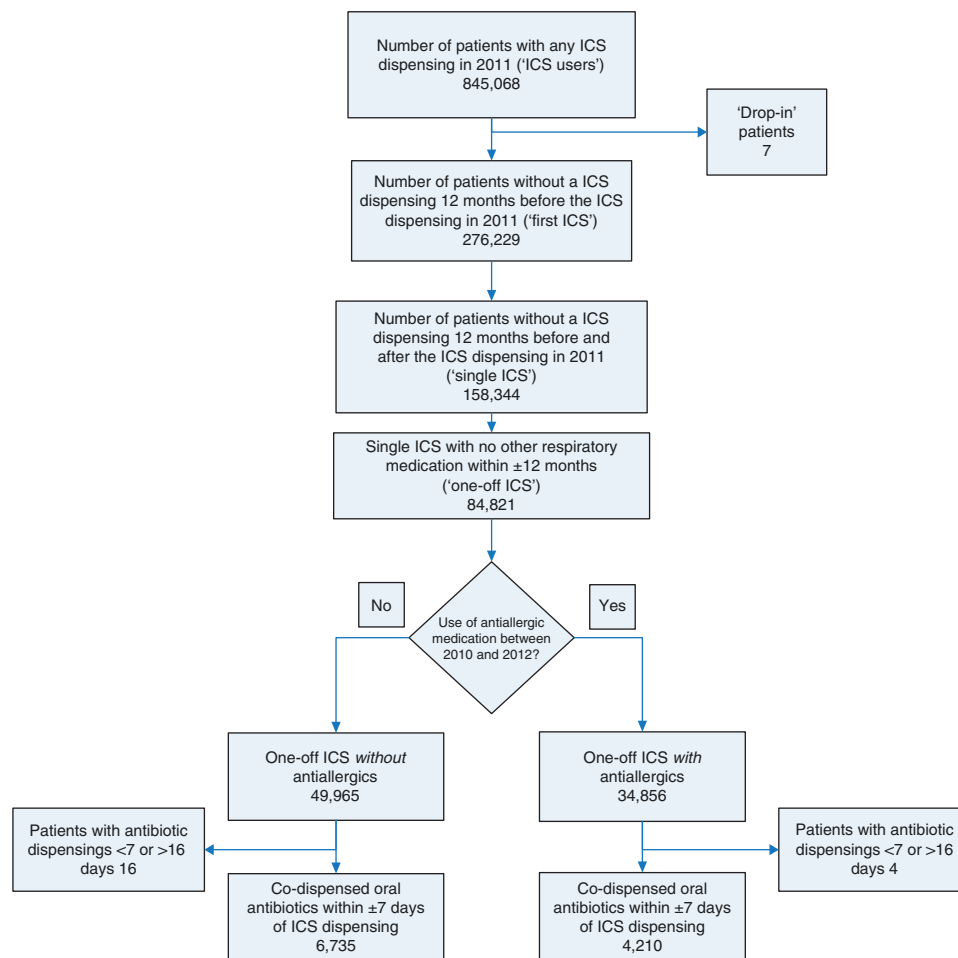 Number of patients with any ICS
dispensing in 2011 (‘ICS users’)
845,068
‘Drop-in’
patients
7
Number of patients without a ICS
dispensing 12 months before the ICS
dispensing in 2011 (‘first ICS’)
276,229
Number of patients without a ICS
dispensing 12 months before and
after the ICS dispensing in 2011
(‘single ICS’)
158,344
Single ICS with no other respiratory
medication within ±12 months
(‘one-off ICS’)
84,821
No
Yes
Use of antiallergic
medication between
2010 and 2012?
One-off ICS without
antiallergics
49,965
One-off ICS with
antiallergics
34,856
Patients with antibiotic
dispensings <7 or >16
days 16
Patients with antibiotic
dispensings <7 or >16
days 4
Co-dispensed oral
antibiotics within ±7 days
of ICS dispensing
6,735
Co-dispensed oral
antibiotics within ±7 days
of ICS dispensing
4,210